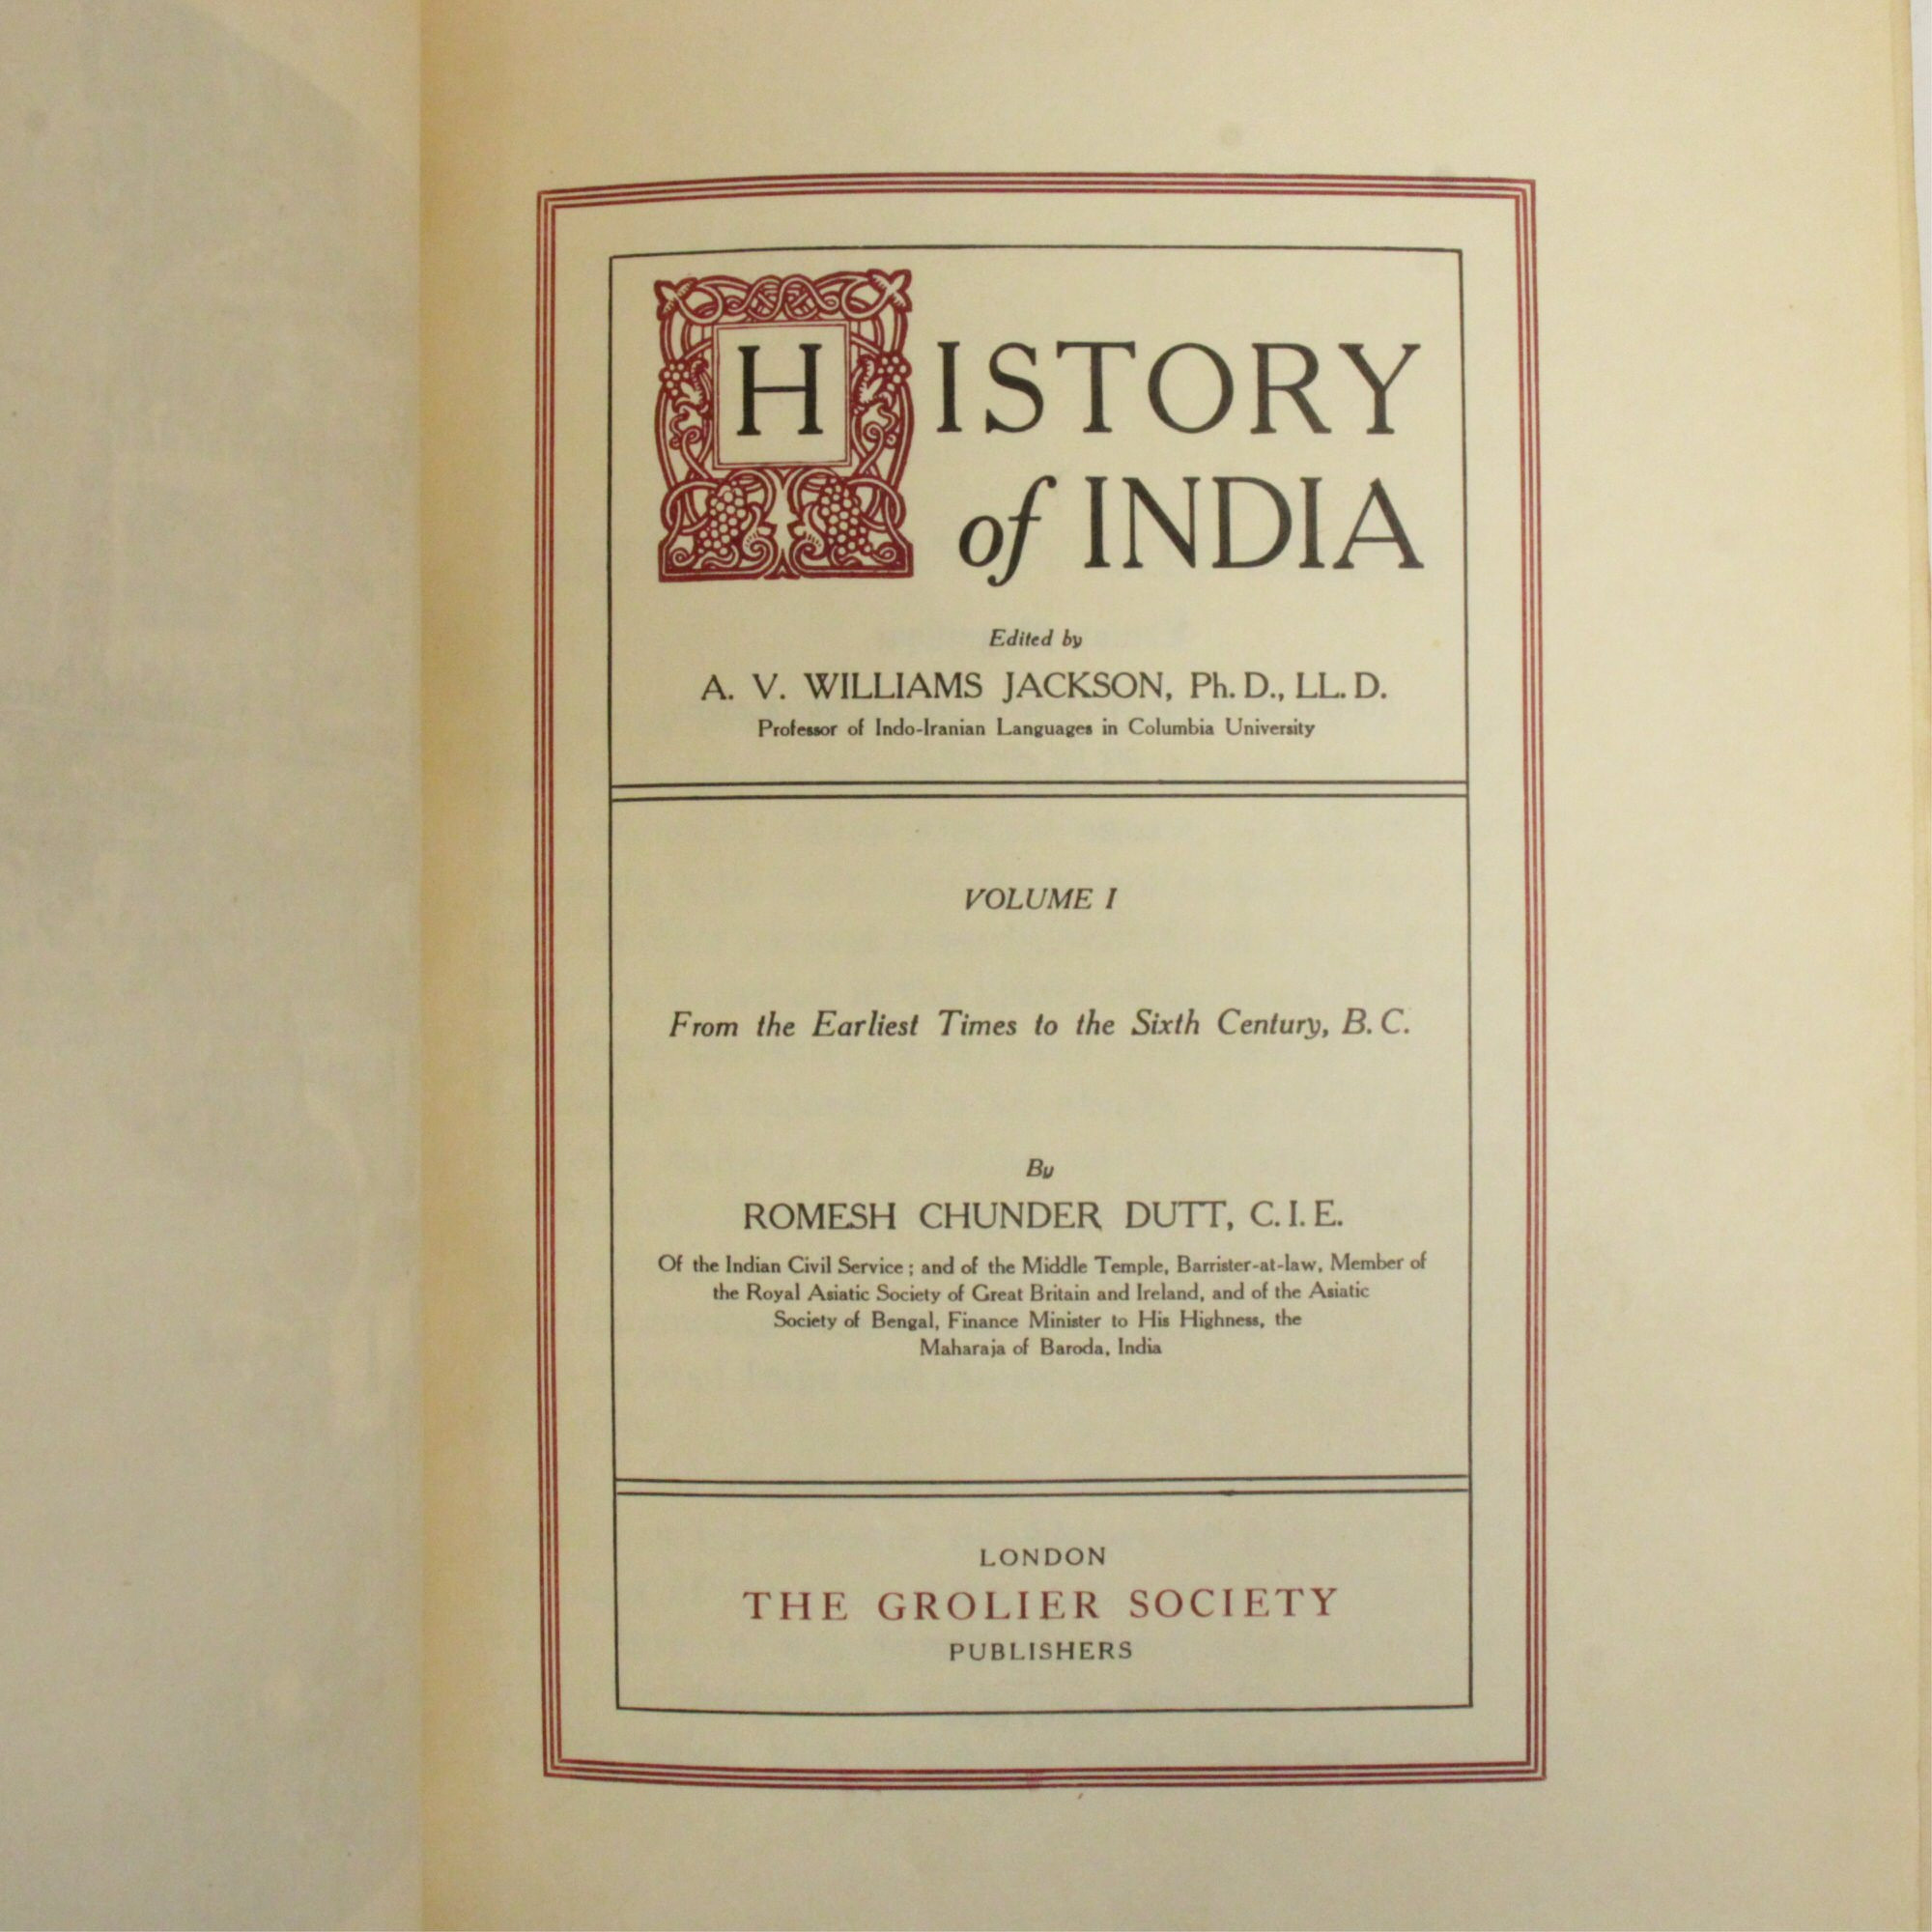 HISTORY
of INDIA
Edited by
A. V. WILLIAMS JACKSON, Ph. D., LL. D.
Professor of Indo-Iranian Languages in Columbia University
VOLUME I
From the Earliest Times to the Sixth Century, B. C.
By
ROMESH CHUNDER DUTT, C. I. E.
Of the Indian Civil Service; and of the Middle Temple, Barrister-at-law, Member of
the Royal Asiatic Society of Great Britain and Ireland, and of the Asiatic
Society of Bengal, Finance Minister to His Highness, the
Maharaja of Baroda, India
LONDON
THE GROLIER SOCIETY
PUBLISHERS